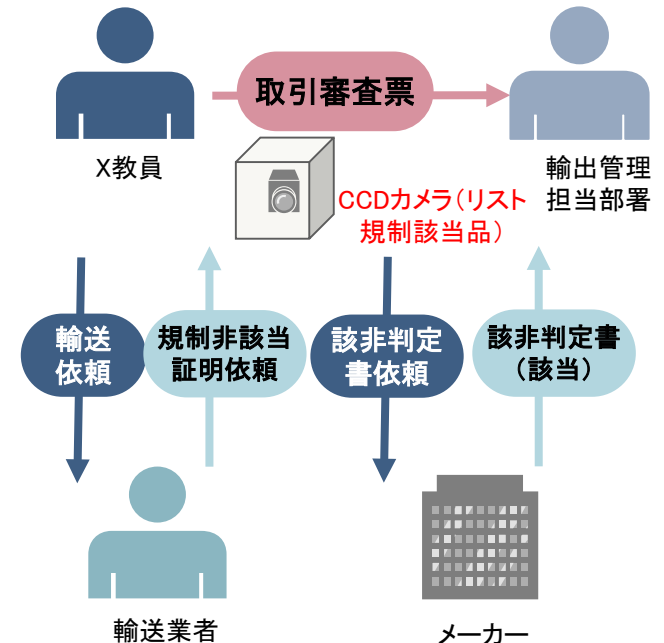 取引審査票
X教員
輸出管理
担当部署
CCDカメラ(リスト
規制該当品)
輸送
依頼
規制非該当
証明依頼
該非判定
書依頼
該非判定書
(該当)
輸送業者
メーカー